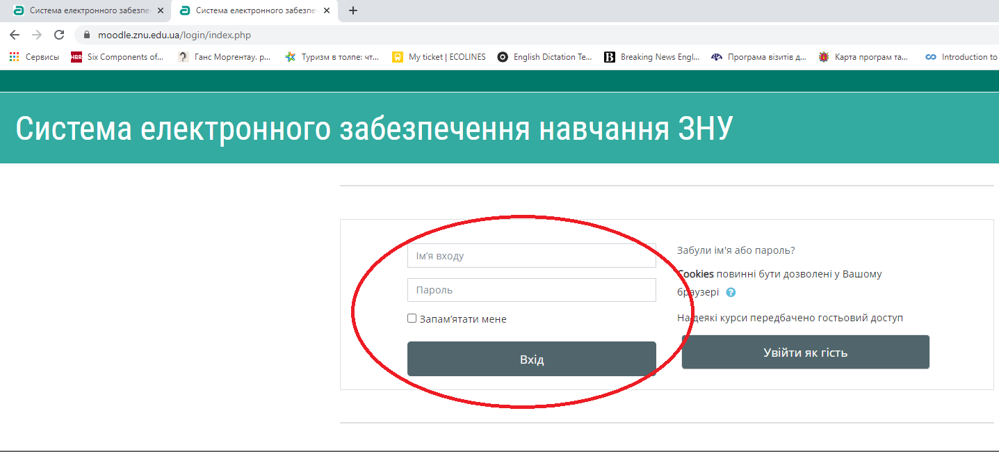 Система електронного забезпеч
Система електронного забезпе
moodle.znu.edu.ua/login/index.php
Сервисы
HBR
Six Components of...
Ганс Моргентау. р...
Туризм в толпе: чт...
My ticket | ECOLINES
English Dictation Te...
B
Breaking News Engl...
Програма візитів д...
Карта програм та...
Introduction to
Система електронного забезпечення навчання ЗНУ
Ім’я входу
Пароль
Запам’ятати мене
Вхід
Забули ім'я або пароль?
Cookies повинні бути дозволені у Вашому
браузері ?
На деякі курси передбачено гостьовий доступ
Увійти як гість